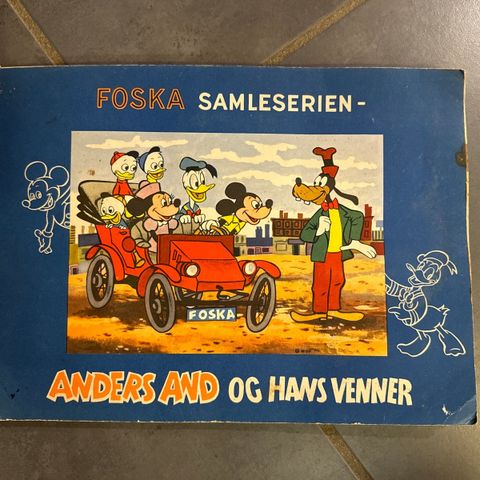 FOSKA SAMLESERIEN-
FOSKA
ANDERS AND OG HANS VENNER